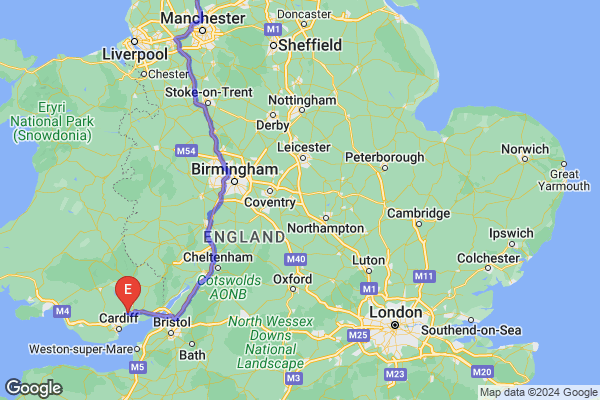 Doncaster
Manchester
M1
Liverpool
Sheffield
Chester
Eryri
National Park
(Snowdonia)
Stoke-on-Trent
Nottingham
Derby
Norwich
M54
Leicester
Peterborough
Great
Yarmouth
Birmingham
Coventry
Cambridge
Northampton
ENGLAND
Ipswich
M40
Cheltenham
Luton
M11
Colchester
Cotswolds
AONB
Oxford
M1
E
M4
London
Cardiff
Bristol
North Wessex
Downs
National
Landscape
M25
Southend-on-Sea
Weston-super-Mare
Bath
M5
M3
M23
M20
Google
Map data ©2024 Google